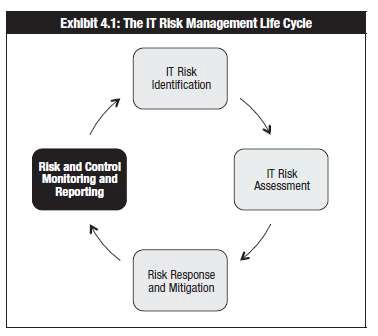 Exhibit 4.1: The IT Risk Management Life Cycle
IT Risk
Identification
Risk and Control
Monitoring and
Reporting
IT Risk
Assessment
Risk Response
and Mitigation